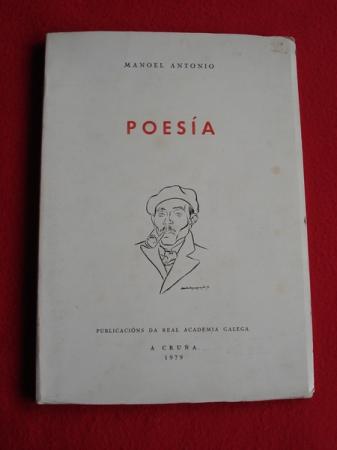 MANOEL ANTONIO
POESÍA
PUBLICACIÓNS DA REAL ACADEMIA GALEGA
A CRUÑA
1979